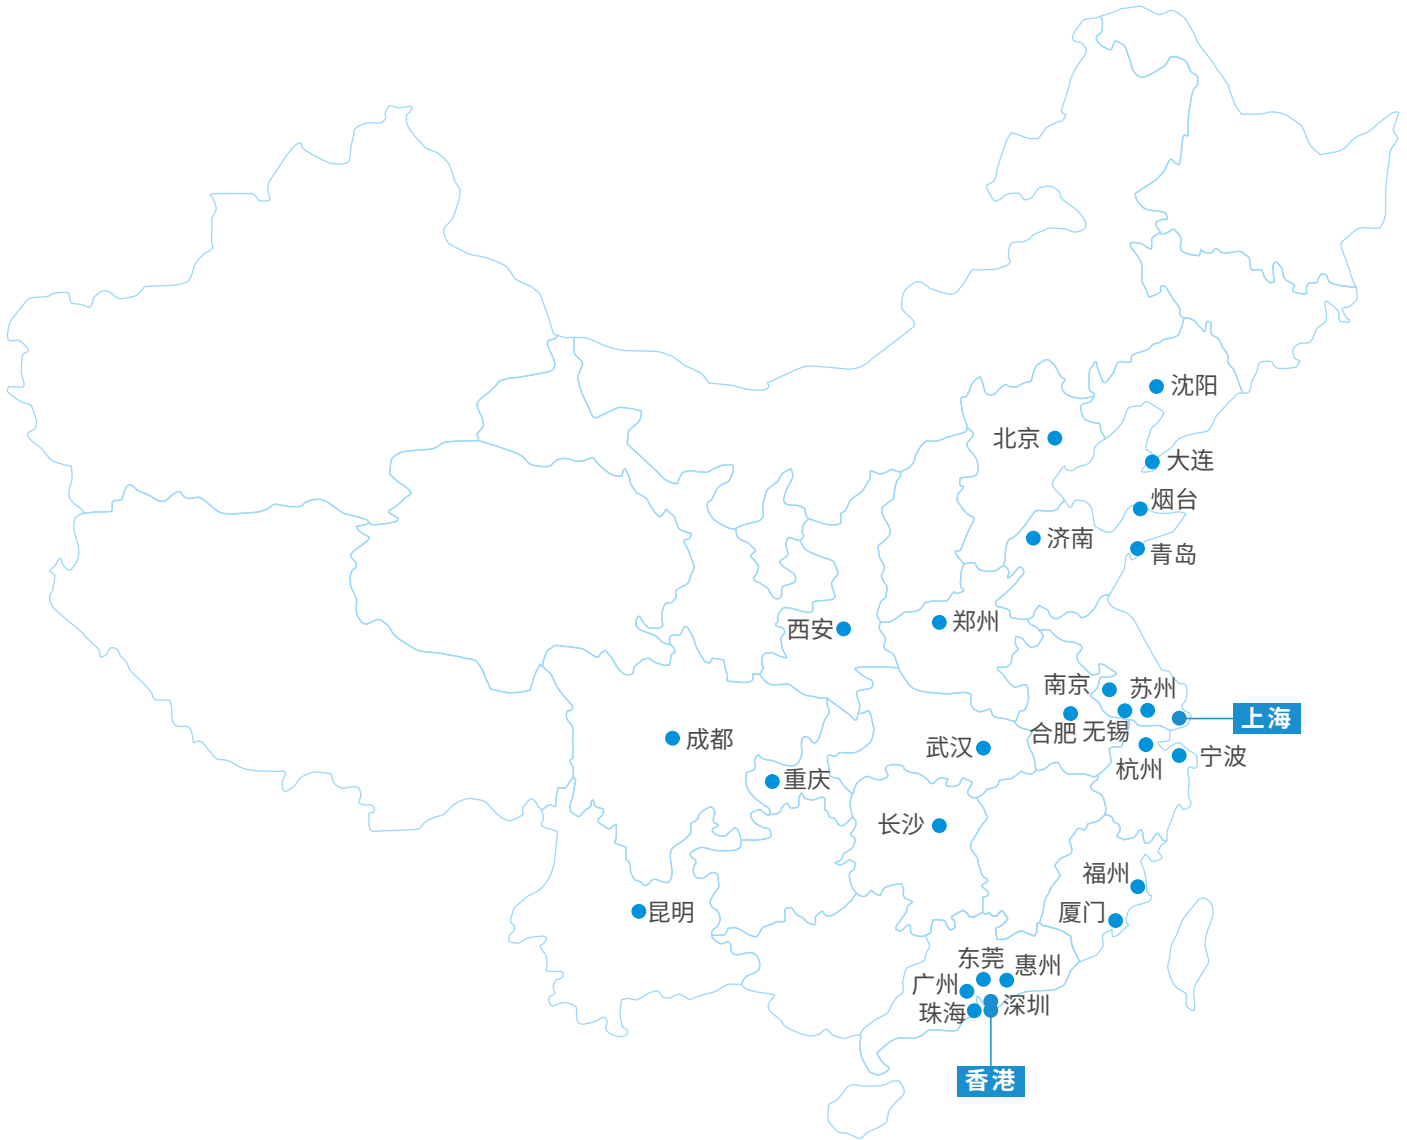 沈阳
北京
大连
烟台
济南
青岛
郑州
西安
南京
苏州
上海
合肥
无锡
成都
武汉
宁波
杭州
重庆
长沙
福州
昆明
厦门
东莞
惠州
广州
深圳
珠海
香港